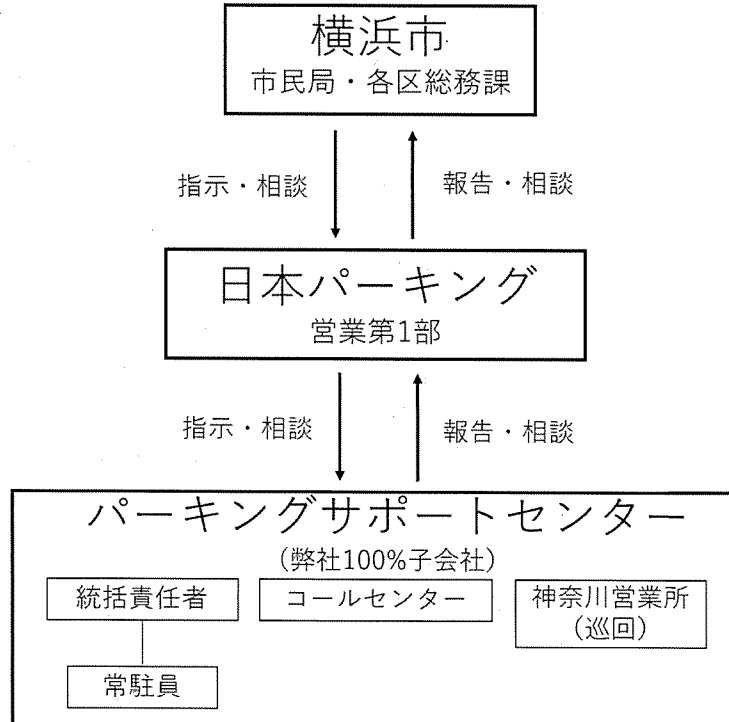 横浜市
市民局・各区総務課
指示・相談
報告・相談
日本パーキング
営業第1部
指示・相談
報告・相談
パーキングサポートセンター
(弊社100%子会社)
統括責任者
コールセンター
神奈川営業所
(巡回)
常駐員